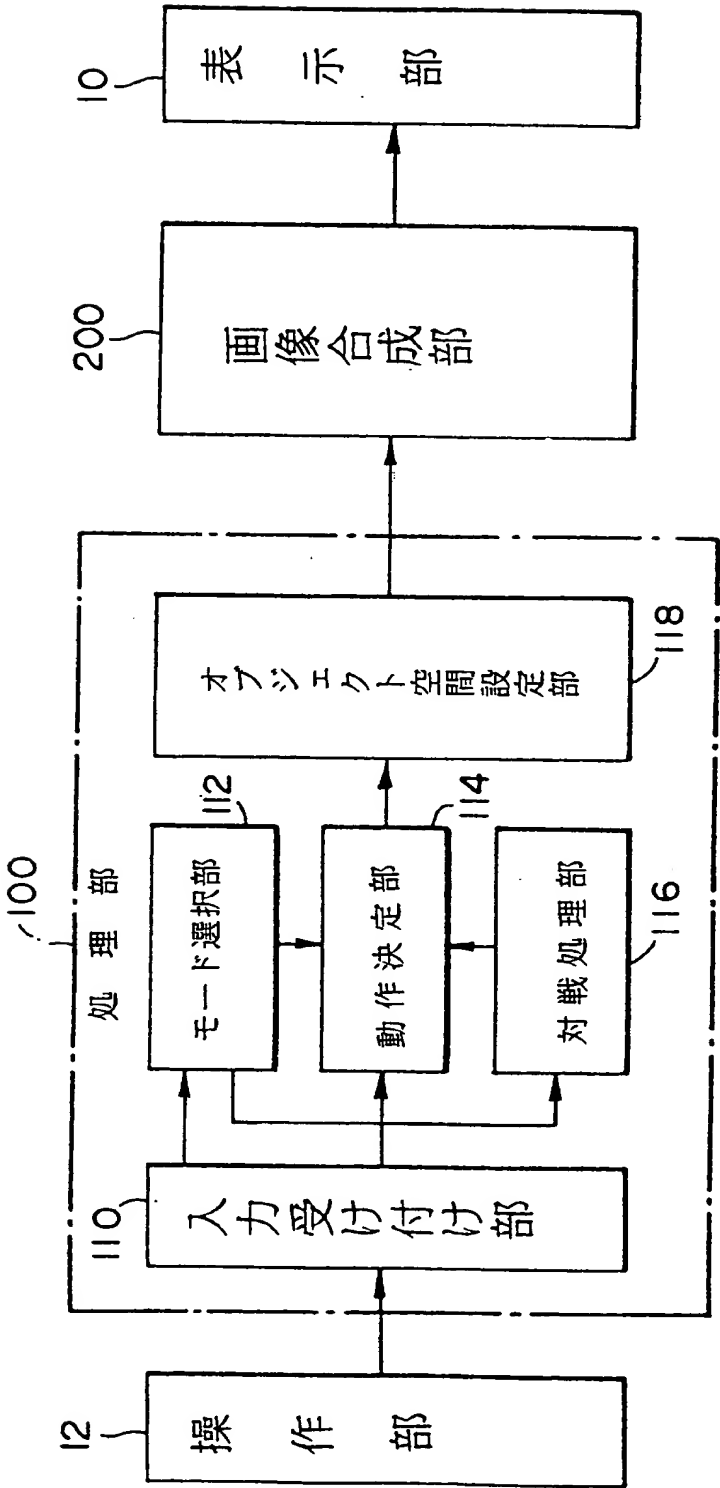 12
操作部
100
処理部
110
入力受け付け部
モード選択部
112
動作決定部
114
対戦処理部
116
オブジェクト空間設定部
118
200
画像合成部
10
表示部